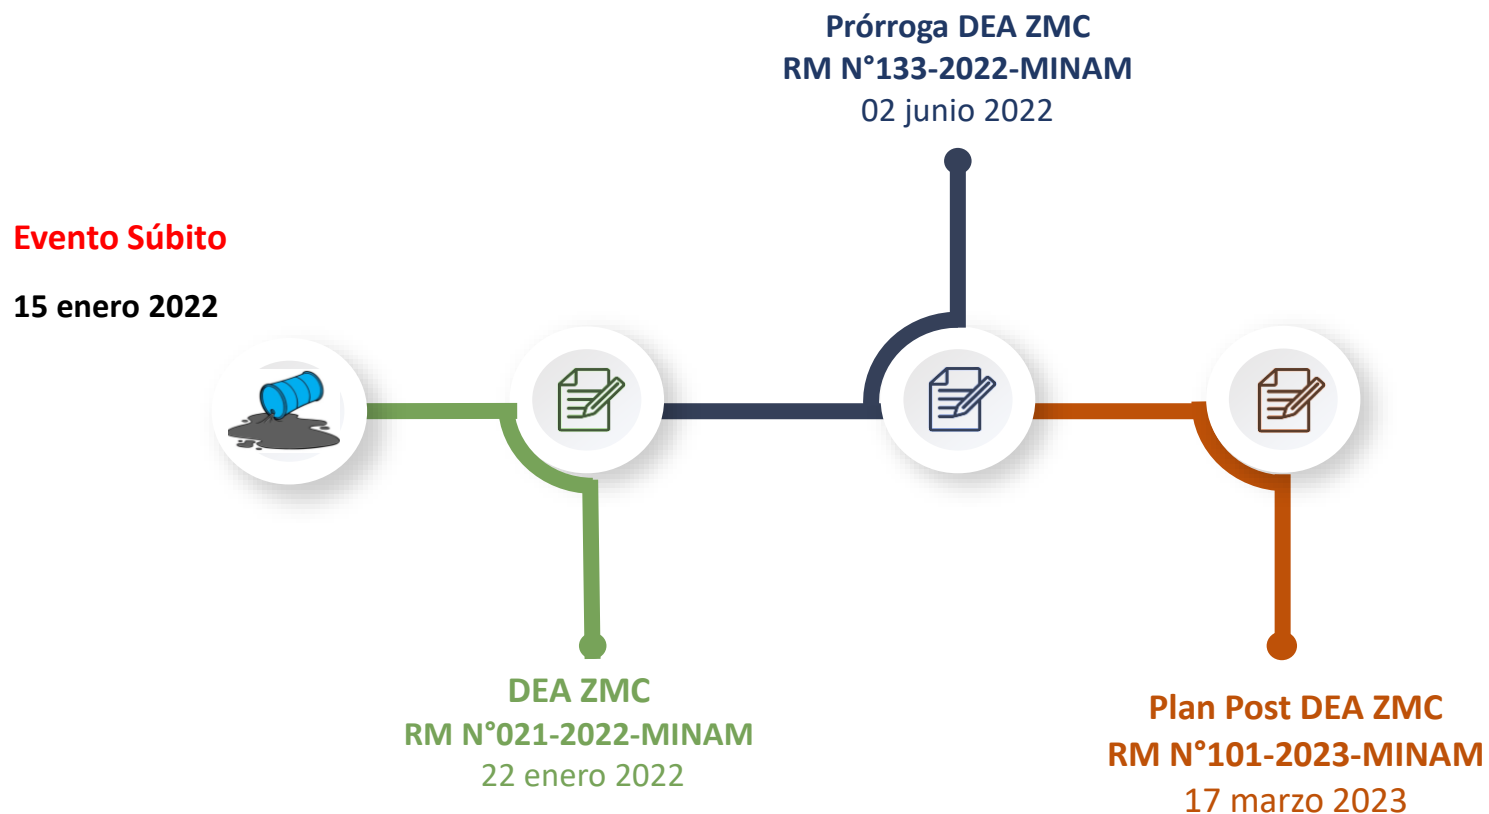 Evento Súbito
15 enero 2022
DEA ZMC
RM N°021-2022-MINAM
22 enero 2022
Prórroga DEA ZMC
RM N°133-2022-MINAM
02 junio 2022
Plan Post DEA ZMC
RM N°101-2023-MINAM
17 marzo 2023